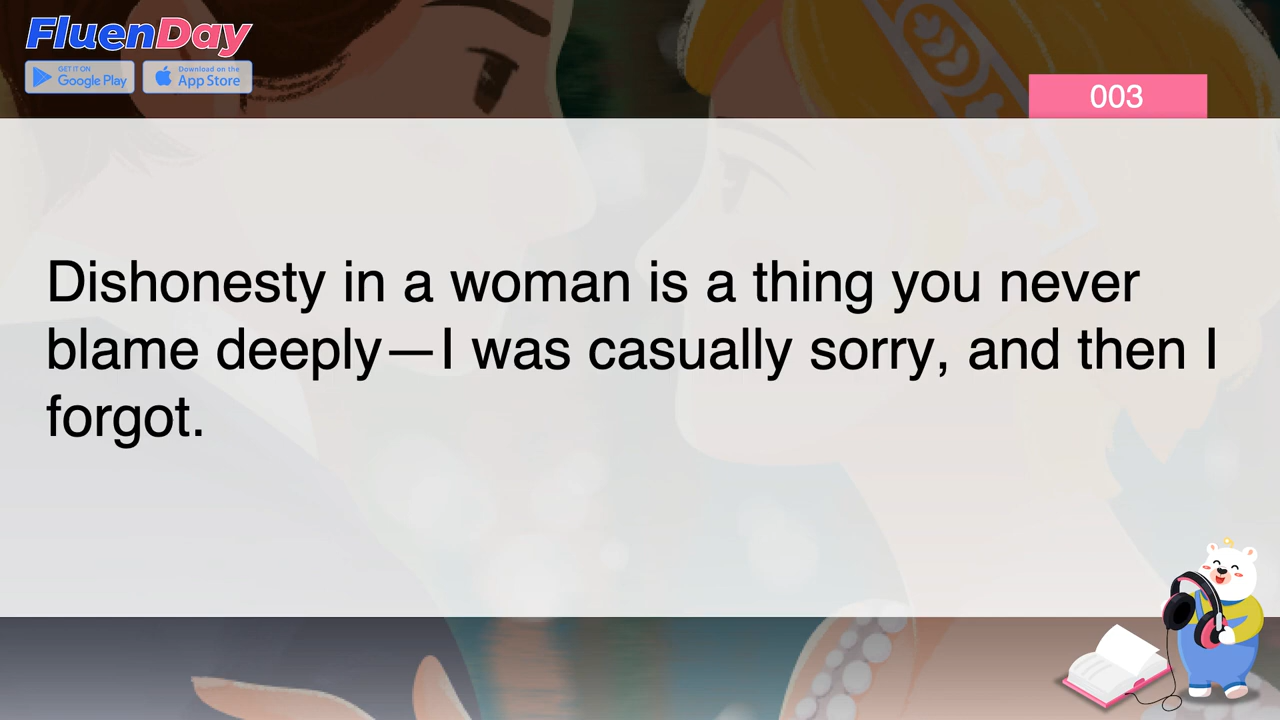 FluenDay
GET IT ON
Google Play
Download on the
App Store
003
Dishonesty in a woman is a thing you never
blame deeply—I was casually sorry, and then I
forgot.